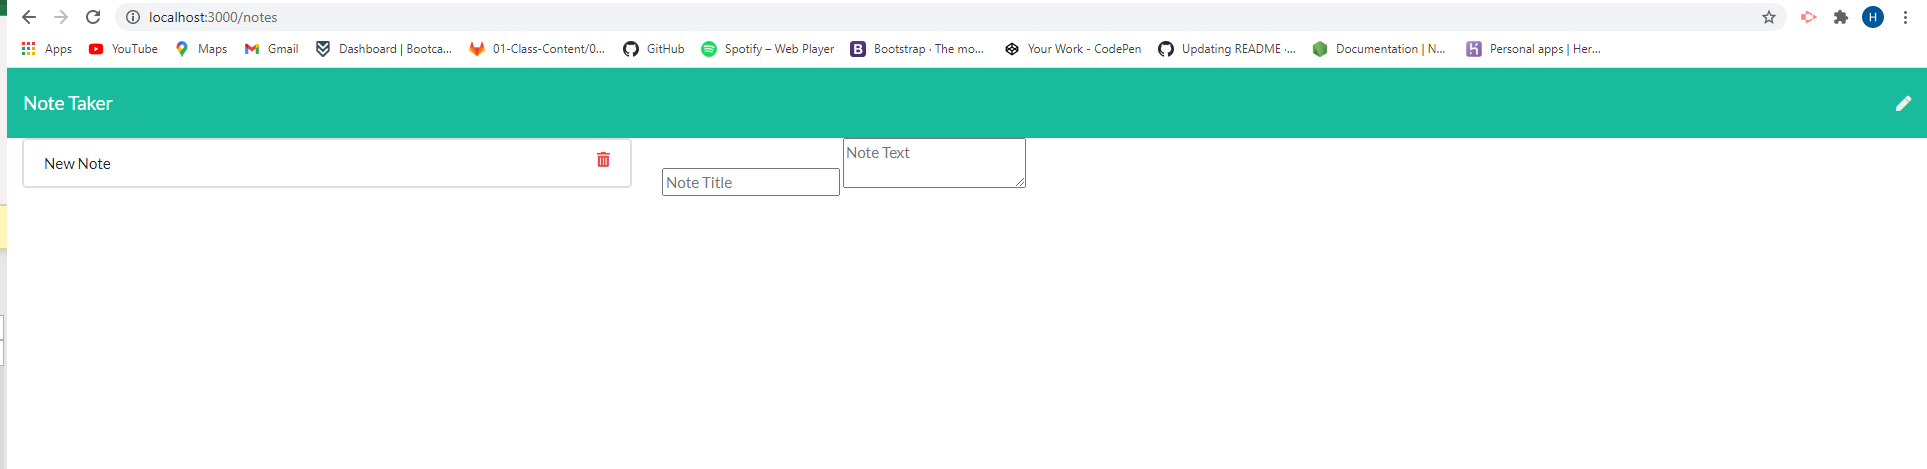 localhost:3000/notes
H
Apps YouTube Maps Gmail Dashboard | Bootca... 01-Class-Content/0... GitHub Spotify – Web Player B Bootstrap · The mo... Your Work - CodePen Updating README ·... Documentation | N... H Personal apps | Her...
Note Taker
New Note
Note Text
Note Title